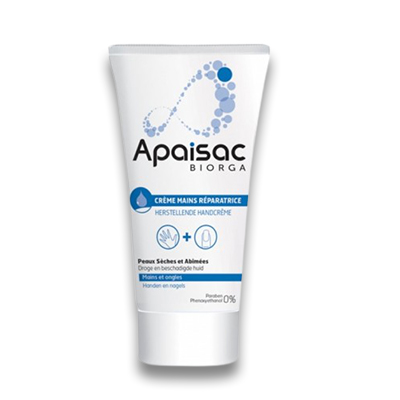 Apaisac
BIORGA
CRÈME MAINS RÉPARATRICE
HERSTELLENDE HANDCRÈME
+
Peaux Sèches et Abîmées
Droge en beschadigde huid
Mains et ongles
Handen en nagels
Paraben
Phenoxyethanol 0%